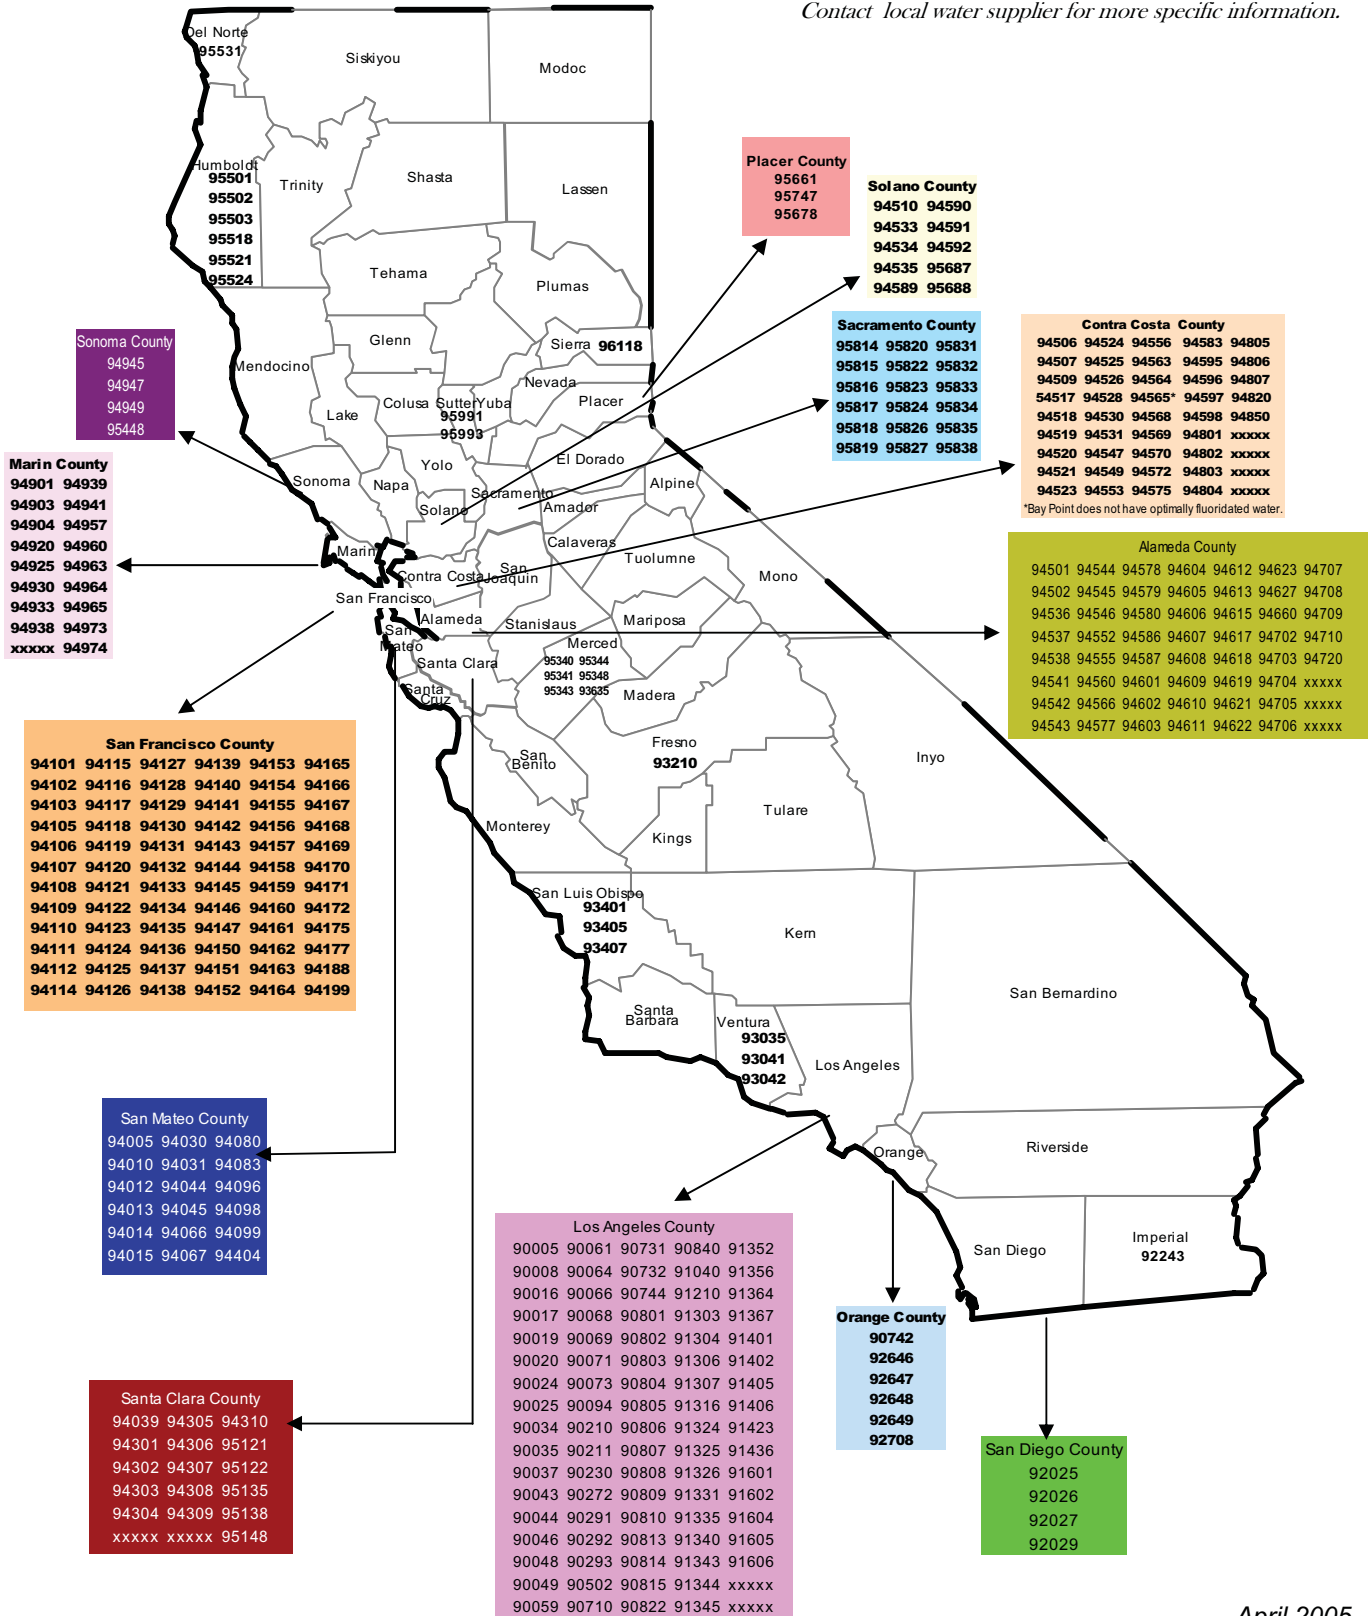 Contact local water supplier for more specific information.
Del Norte
95531
Siskiyou
Modoc
Humboldt
95501
95502
95503
95518
95521
95524
Trinity
Shasta
Lassen
Tehama
Plumas
Glenn
Sierra 96118
Mendocino
Lake
Colusa
Sutter
95991
95993
Yuba
Nevada
Placer
El Dorado
Yolo
Sonoma
Napa
Solano
Sacramento
Amador
Alpine
Calaveras
Tuolumne
Mono
Marin
Contra Costa
San
Joaquin
San Francisco
Alameda
San
Mateo
Stanislaus
Mariposa
Merced
95340 95344
95341 95348
95343 93635
Santa Clara
Santa
Cruz
Madera
Fresno
93210
San
Benito
Inyo
Tulare
Kings
Monterey
San Luis Obispo
93401
93405
93407
Kern
San Bernardino
Santa
Barbara
Ventura
93035
93041
93042
Los Angeles
Orange
Riverside
San Diego
Imperial
92243
Placer County
95661
95747
95678
Solano County
94510 94590
94533 94591
94534 94592
94535 95687
94589 95688
Sacramento County
95814 95820 95831
95815 95822 95832
95816 95823 95833
95817 95824 95834
95818 95826 95835
95819 95827 95838
Contra Costa County
94506 94524 94556 94583 94805
94507 94525 94563 94595 94806
94509 94526 94564 94596 94807
54517 94528 94565* 94597 94820
94518 94530 94568 94598 94850
94519 94531 94569 94801 xxxxx
94520 94547 94570 94802 xxxxx
94521 94549 94572 94803 xxxxx
94523 94553 94575 94804 xxxxx
*Bay Point does not have optimally fluoridated water.
Alameda County
94501 94544 94578 94604 94612 94623 94707
94502 94545 94579 94605 94613 94627 94708
94536 94546 94580 94606 94615 94660 94709
94537 94552 94586 94607 94617 94702 94710
94538 94555 94587 94608 94618 94703 94720
94541 94560 94601 94609 94619 94704 xxxxx
94542 94566 94602 94610 94621 94705 xxxxx
94543 94577 94603 94611 94622 94706 xxxxx
Sonoma County
94945
94947
94949
95448
Marin County
94901 94939
94903 94941
94904 94957
94920 94960
94925 94963
94930 94964
94933 94965
94938 94973
xxxxx 94974
San Francisco County
94101 94115 94127 94139 94153 94165
94102 94116 94128 94140 94154 94166
94103 94117 94129 94141 94155 94167
94105 94118 94130 94142 94156 94168
94106 94119 94131 94143 94157 94169
94107 94120 94132 94144 94158 94170
94108 94121 94133 94145 94159 94171
94109 94122 94134 94146 94160 94172
94110 94123 94135 94147 94161 94175
94111 94124 94136 94150 94162 94177
94112 94125 94137 94151 94163 94188
94114 94126 94138 94152 94164 94199
San Mateo County
94005 94030 94080
94010 94031 94083
94012 94044 94096
94013 94045 94098
94014 94066 94099
94015 94067 94404
Santa Clara County
94039 94305 94310
94301 94306 95121
94302 94307 95122
94303 94308 95135
94304 94309 95138
xxxxx xxxxx 95148
Los Angeles County
90005 90061 90731 90840 91352
90008 90064 90732 91040 91356
90016 90066 90744 91210 91364
90017 90068 90801 91303 91367
90019 90069 90802 91304 91401
90020 90071 90803 91306 91402
90024 90073 90804 91307 91405
90025 90094 90805 91316 91406
90034 90210 90806 91324 91423
90035 90211 90807 91325 91436
90037 90230 90808 91326 91601
90043 90272 90809 91331 91602
90044 90291 90810 91335 91604
90046 90292 90813 91340 91605
90048 90293 90814 91343 91606
90049 90502 90815 91344 xxxxx
90059 90710 90822 91345 xxxxx
Orange County
90742
92646
92647
92648
92649
92708
San Diego County
92025
92026
92027
92029
April 2005